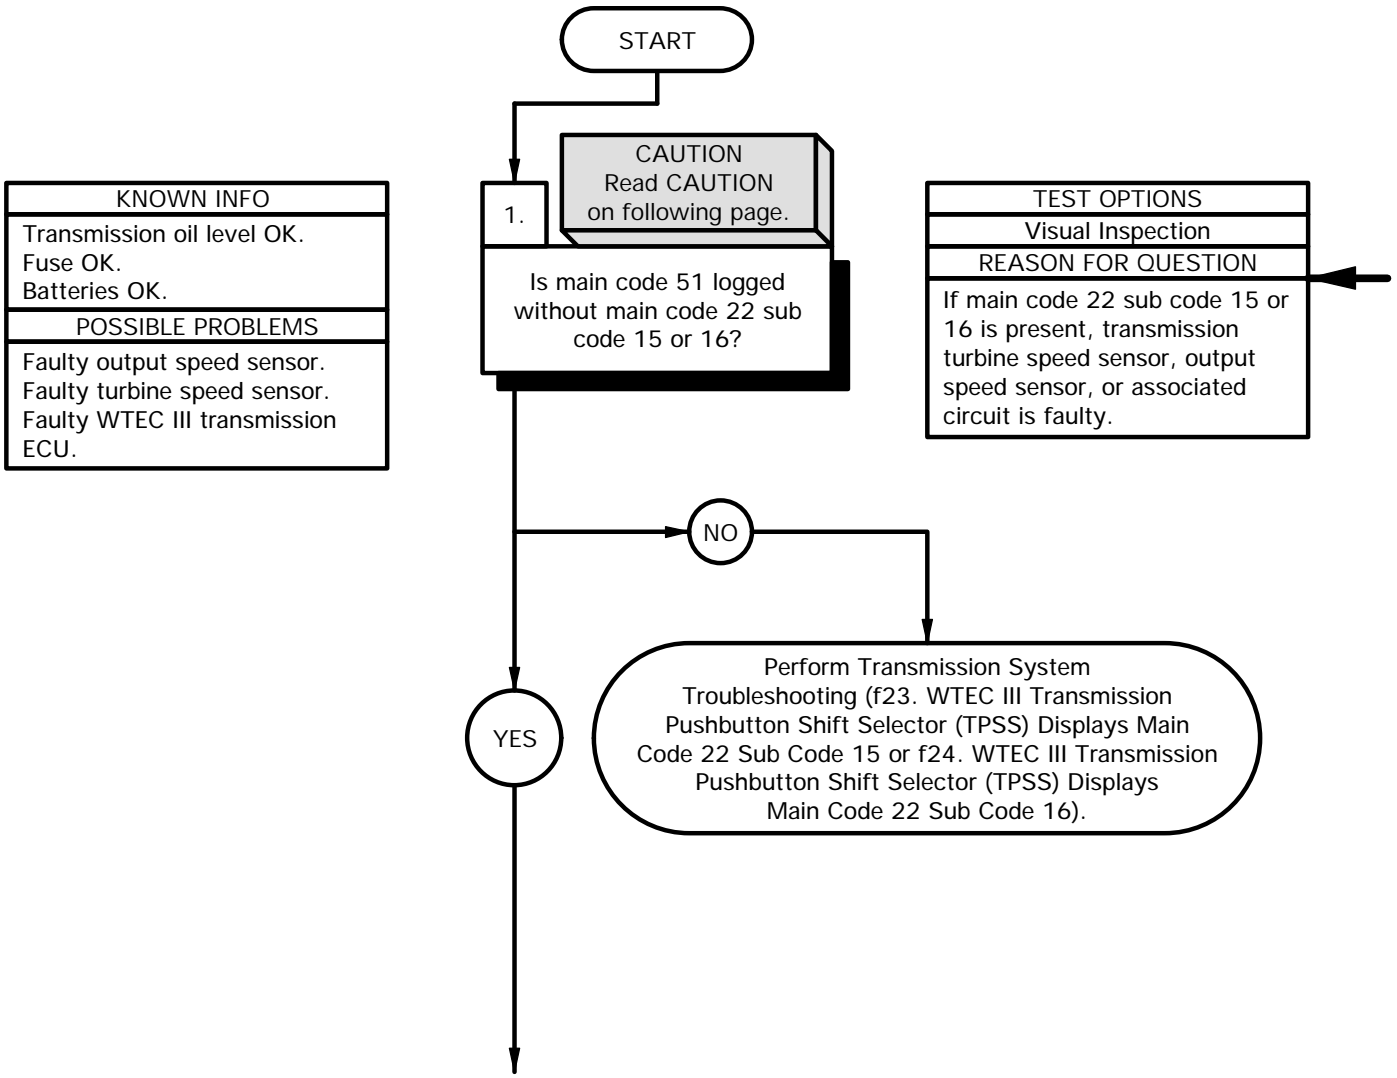 START
KNOWN INFO
Transmission oil level OK.
Fuse OK.
Batteries OK.
POSSIBLE PROBLEMS
Faulty output speed sensor.
Faulty turbine speed sensor.
Faulty WTEC III transmission
ECU.
1.
CAUTION
Read CAUTION
on following page.
Is main code 51 logged
without main code 22 sub
code 15 or 16?
TEST OPTIONS
Visual Inspection
REASON FOR QUESTION
If main code 22 sub code 15 or
16 is present, transmission
turbine speed sensor, output
speed sensor, or associated
circuit is faulty.
NO
YES
Perform Transmission System
Troubleshooting (f23. WTEC III Transmission
Pushbutton Shift Selector (TPSS) Displays Main
Code 22 Sub Code 15 or f24. WTEC III Transmission
Pushbutton Shift Selector (TPSS) Displays
Main Code 22 Sub Code 16).